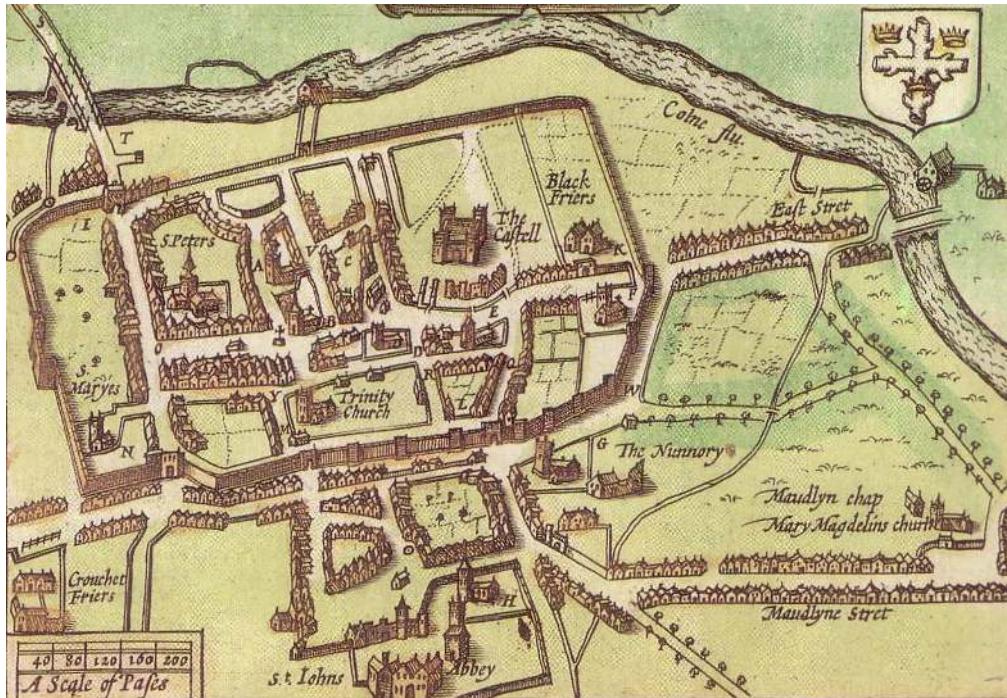 S
T
Colne flu.
I
Black
Friers
The
Castell
East Stret
S. Peters
A
V
C
K
B
E
F
O
D
S.
Maryes
Trinity
Church
Y
R
Q
L
W
M
N
G
The Nunnory
Maudlyn chap
Mary Magdelins church
Crouchet
Friers
H
Maudlyne Stret
40 80 120 160 200
A Scale of Pases
S.t Iohns
Abbey